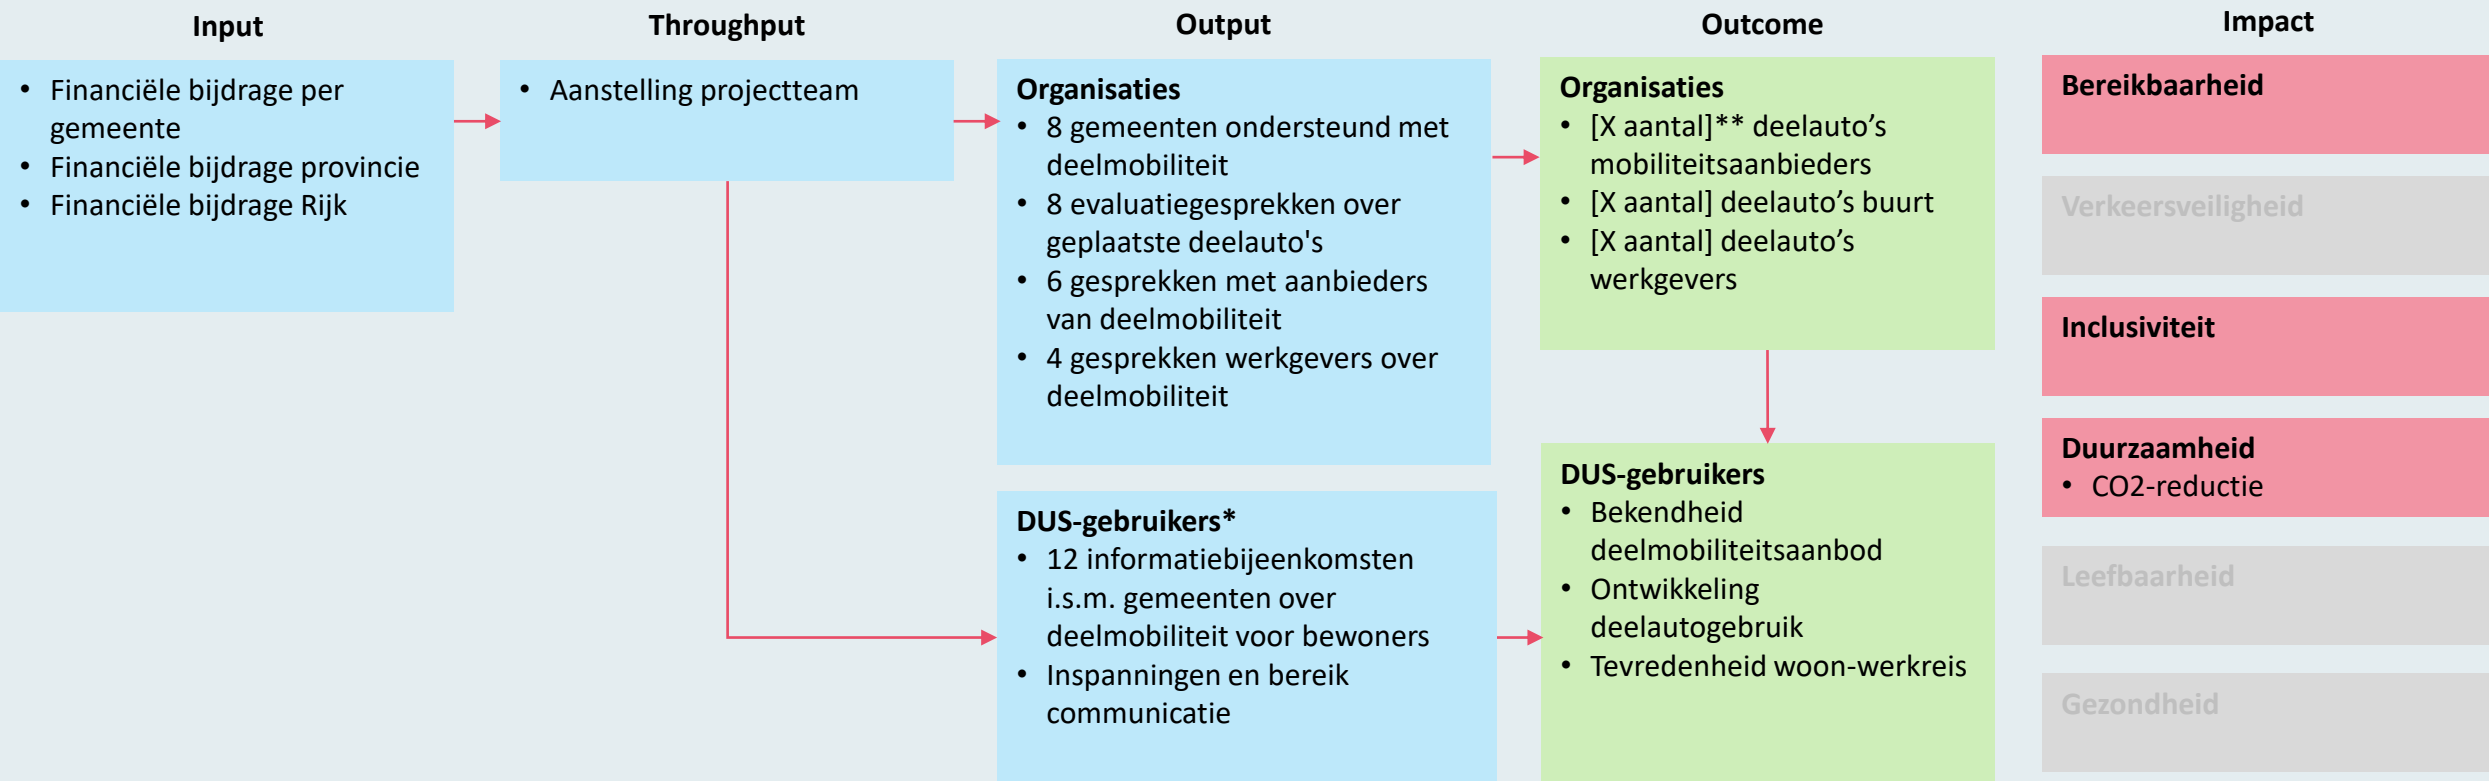 Input
Throughput
Output
Outcome
Impact
• Financiële bijdrage per
gemeente
• Financiële bijdrage provincie
• Financiële bijdrage Rijk
• Aanstelling projectteam
Organisaties
• 8 gemeenten ondersteund met
deelmobiliteit
• 8 evaluatiegesprekken over
geplaatste deelauto's
• 6 gesprekken met aanbieders
van deelmobiliteit
• 4 gesprekken werkgevers over
deelmobiliteit
DUS-gebruikers*
• 12 informatiebijeenkomsten
i.s.m. gemeenten over
deelmobiliteit voor bewoners
• Inspanningen en bereik
communicatie
Organisaties
• [X aantal]** deelauto’s
mobiliteitsaanbieders
• [X aantal] deelauto’s buurt
• [X aantal] deelauto’s
werkgevers
DUS-gebruikers
• Bekendheid
deelmobiliteitsaanbod
• Ontwikkeling
deelautogebruik
• Tevredenheid woon-werkreis
Bereikbaarheid
Verkeersveiligheid
Inclusiviteit
Duurzaamheid
• CO2-reductie
Leefbaarheid
Gezondheid